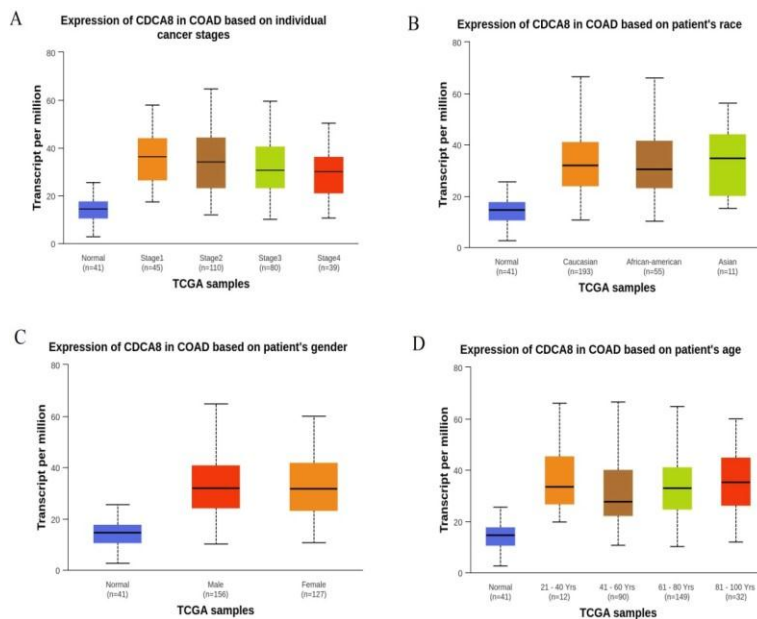 A
Expression of CDCA8 in COAD based on individual
cancer stages
Transcript per million
80
60
40
20
0
Normal
(n=41)
Stage1
(n=45)
Stage2
(n=110)
Stage3
(n=80)
Stage4
(n=39)
TCGA samples
B
Expression of CDCA8 in COAD based on patient's race
Transcript per million
80
60
40
20
0
Normal
(n=41)
Caucasian
(n=193)
African-american
(n=55)
Asian
(n=11)
TCGA samples
C
Expression of CDCA8 in COAD based on patient's gender
Transcript per million
80
60
40
20
0
Normal
(n=41)
Male
(n=156)
Female
(n=127)
TCGA samples
D
Expression of CDCA8 in COAD based on patient's age
Transcript per million
80
60
40
20
0
Normal
(n=41)
21 - 40 Yrs
(n=12)
41 - 60 Yrs
(n=90)
61 - 80 Yrs
(n=149)
81 - 100 Yrs
(n=32)
TCGA samples